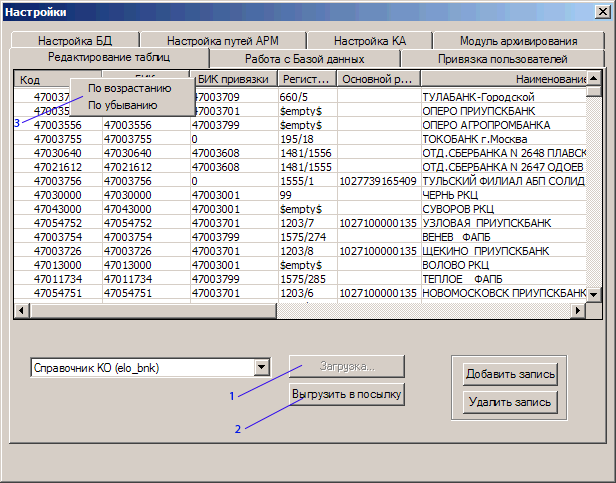 Настройки
Настройка БД Настройка путей АРМ Настройка КА Модуль архивирования
Редактирование таблиц Работа с Базой данных Привязка пользователей
Код БИК БИК привязки Регист... Основной р... Наименование
По возрастанию
По убыванию
47003709 660/5 ТУЛАБАНК-Городской
47003701 $empty$ ОПЕРО ПРИУПСКБАНК
3
47003556 47003556 47003799 $empty$ ОПЕРО АГРОПРОМБАНКА
47003755 47003755 0 195/18 ТОКОБАНК г.Москва
47030640 47030640 47003608 1481/1556 ОТД.СБЕРБАНКА N 2648 ПЛАВСК
47021612 47021612 47003608 1481/1555 ОТД.СБЕРБАНКА N 2647 ОДОЕВ
47003756 47003756 0 1555/1 1027739165409 ТУЛЬСКИЙ ФИЛИАЛ АБП СОЛИД
47030000 47030000 47003001 99 ЧЕРНЬ РКЦ
47043000 47043000 47003001 $empty$ СУВОРОВ РКЦ
47054752 47054752 47003701 1203/7 1027100000135 УЗЛОВАЯ ПРИУПСКБАНК
47003754 47003754 47003799 1575/274 ВЕНЕВ ФАПБ
47003726 47003726 47003701 1203/8 1027100000135 ЩЕКИНО ПРИУПСКБАНК
47013000 47013000 47003001 $empty$ ВОЛОВО РКЦ
47011734 47011734 47003799 1575/285 ТЕПЛОЕ ФАПБ
47054751 47054751 47003701 1203/6 1027100000135 НОВОМОСКОВСК ПРИУПСКБАНК
Справочник КО (elo_bnk)
Загрузка...
1
Выгрузить в посылку
2
Добавить запись
Удалить запись